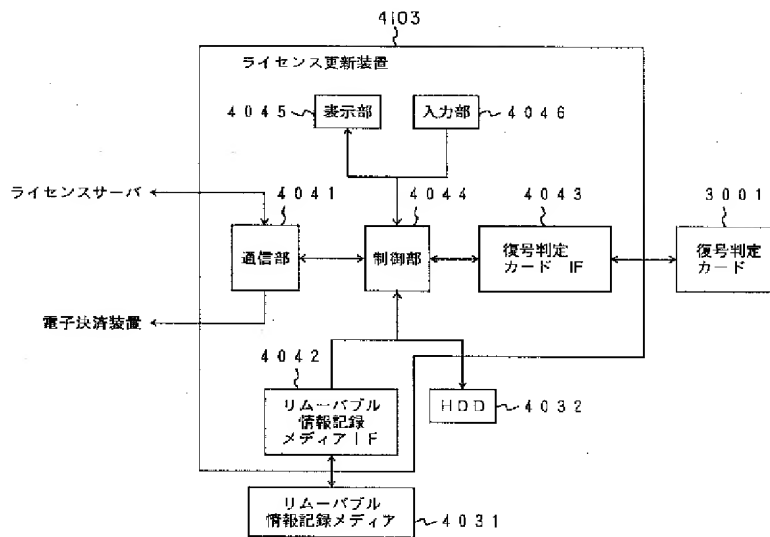 4103
ライセンス更新装置
4045
表示部
入力部
4046
ライセンスサーバ
4041
4044
4043
3001
通信部
制御部
復号判定
カード IF
復号判定
カード
電子決済装置
4042
リムーバブル
情報記録
メディアIF
HDD
4032
リムーバブル
情報記録メディア
4031